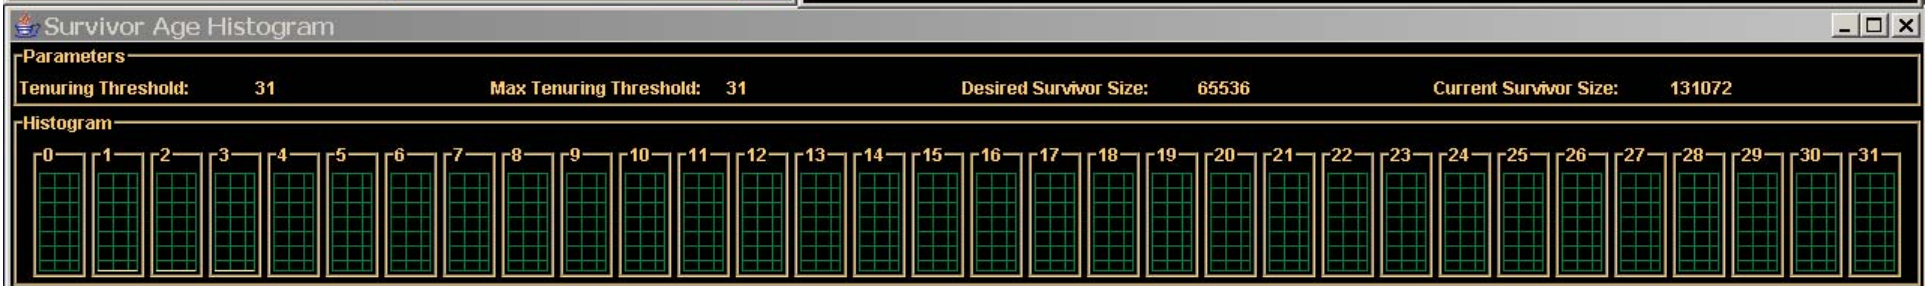 Survivor Age Histogram
Parameters
Tenuring Threshold: 31 Max Tenuring Threshold: 31 Desired Survivor Size: 65536 Current Survivor Size: 131072
Histogram
0 1 2 3 4 5 6 7 8 9 10 11 12 13 14 15 16 17 18 19 20 21 22 23 24 25 26 27 28 29 30 31